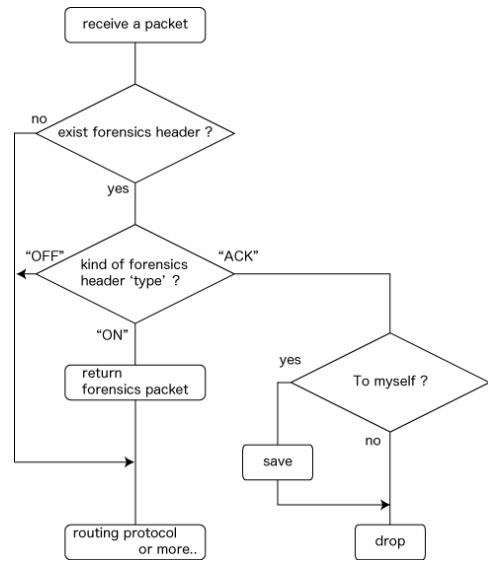 receive a packet
no
exist forensics header ?
yes
“OFF”
kind of forensics
header ‘type’ ?
“ACK”
“ON”
return
forensics packet
yes
To myself ?
no
save
routing protocol
or more..
drop